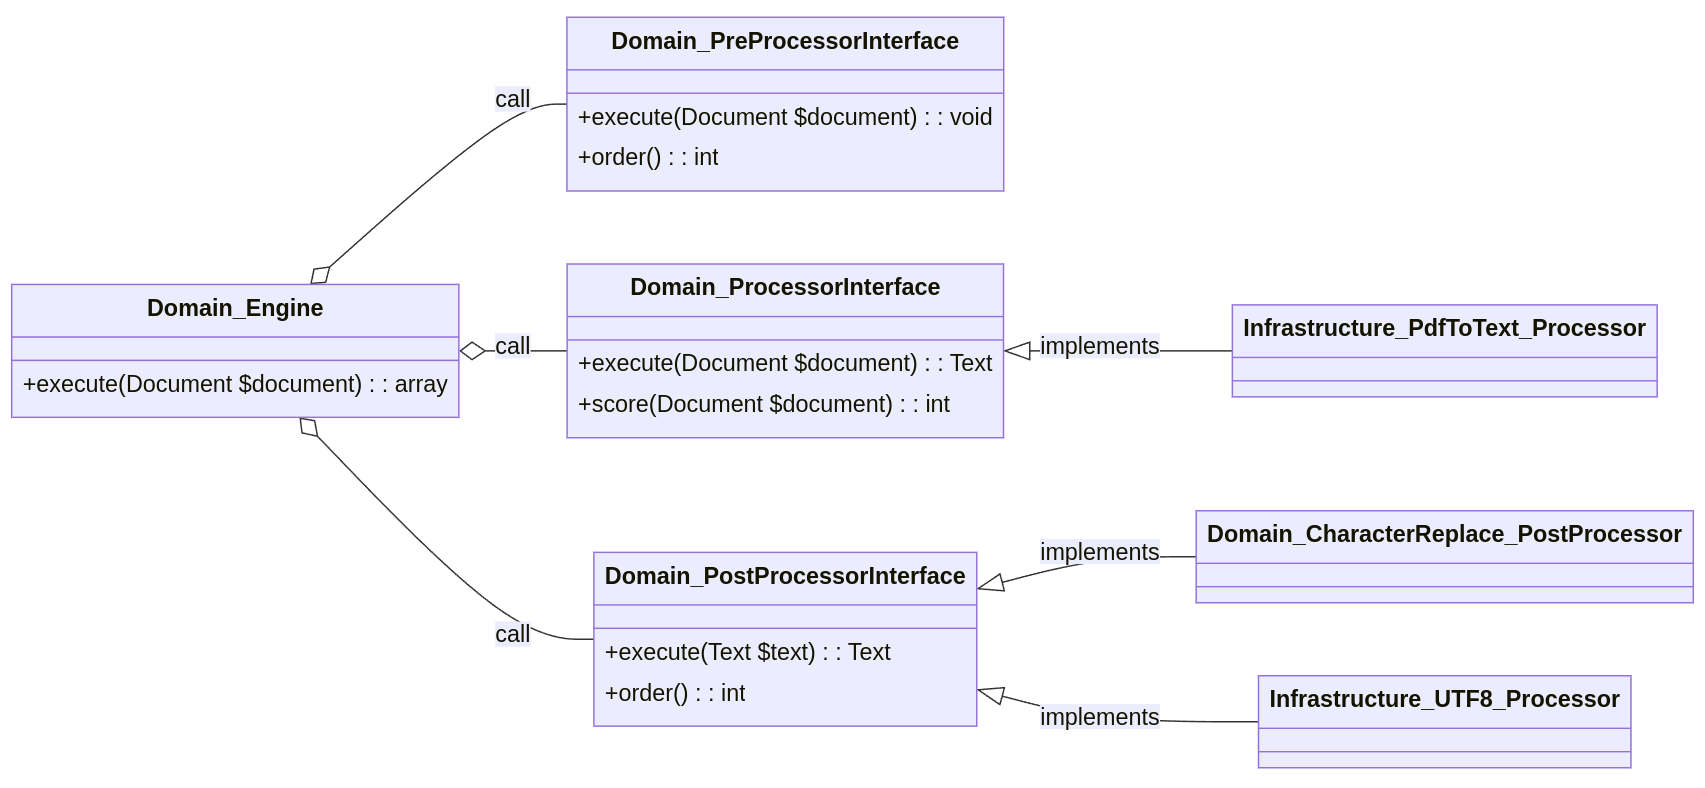 Domain_PreProcessorInterface
+execute(Document $document) : : void
+order() : : int
call
Domain_Engine
+execute(Document $document) : : array
call
Domain_ProcessorInterface
+execute(Document $document) : : Text
+score(Document $document) : : int
implements
Infrastructure_PdfToText_Processor
call
Domain_PostProcessorInterface
+execute(Text $text) : : Text
+order() : : int
implements
Domain_CharacterReplace_PostProcessor
implements
Infrastructure_UTF8_Processor